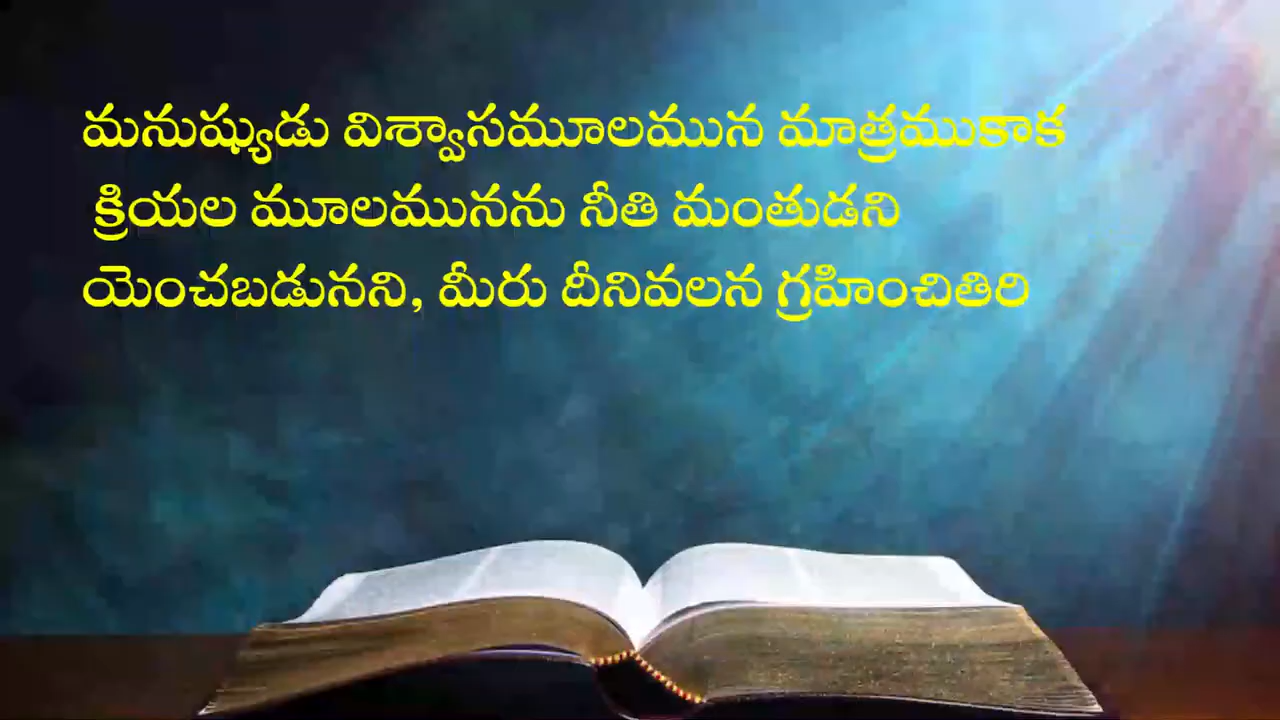 మనుష్యుడు విశ్వాసమూలమున మాత్రముకాక
క్రియల మూలమునను నీతి మంతుడని
యెంచబడునని, మీరు దీనివలన గ్రహించితిరి